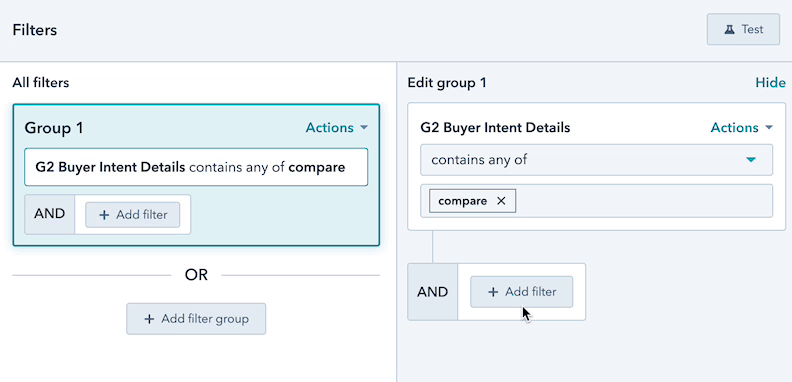 Filters
Test
All filters
Group 1
Actions
G2 Buyer Intent Details contains any of compare
AND
+ Add filter
OR
+ Add filter group
Edit group 1
Hide
G2 Buyer Intent Details
Actions
contains any of
compare ×
AND
+ Add filter